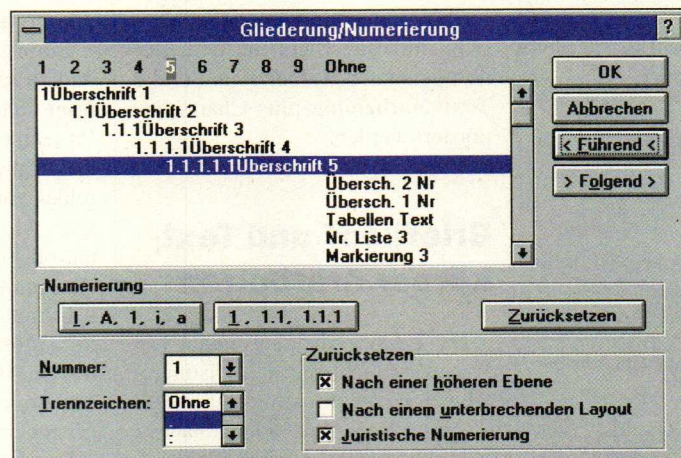 Gliederung/Numerierung ?
1 2 3 4 5 6 7 8 9 Ohne
1Überschrift 1
1.1Überschrift 2
1.1.1Überschrift 3
1.1.1.1Überschrift 4
1.1.1.1.1Überschrift 5
Übersch. 2 Nr
Übersch. 1 Nr
Tabellen Text
Nr. Liste 3
Markierung 3
OK
Abbrechen
< Führend <
> Folgend >
Numerierung
I, A, 1, i, a
1, 1.1, 1.1.1
Zurücksetzen
Nummer: 1
Trennzeichen: Ohne
.
:
Zurücksetzen
Nach einer höheren Ebene
Nach einem unterbrechenden Layout
Juristische Numerierung